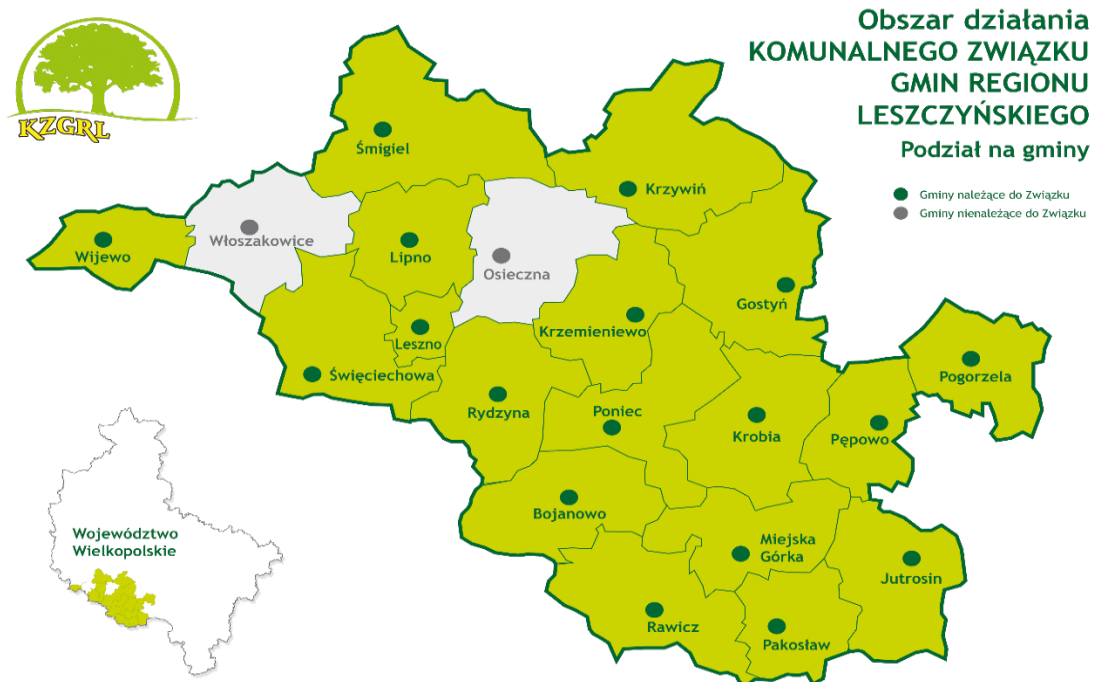 Obszar działania
KOMUNALNEGO ZWIĄZKU
GMIN REGIONU
LESZCZYŃSKIEGO
Podział na gminy
Gminy należące do Związku
Gminy nienależące do Związku
KZGRL
Śmigiel
Krzywiń
Włoszakowice
Wijewo
Lipno
Osieczna
Gostyń
Krzemieniewo
Leszno
Święciechowa
Pogorzela
Rydzyna
Poniec
Krobia
Pępowo
Bojanowo
Miejska
Górka
Jutrosin
Rawicz
Pakosław
Województwo
Wielkopolskie